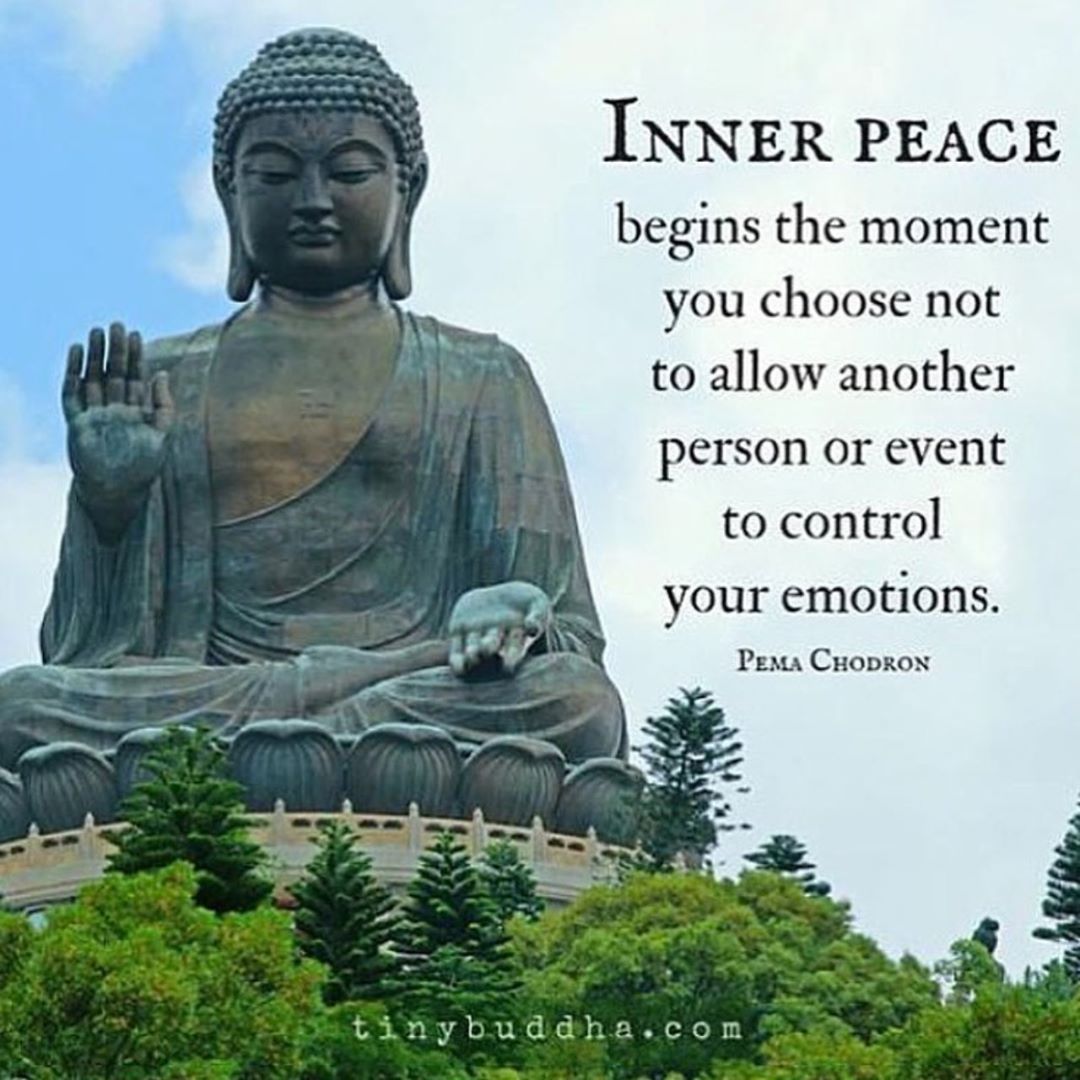 INNER PEACE
begins the moment
you choose not
to allow another
person or event
to control
your emotions.
PEMA CHODRON
tinybuddha.com